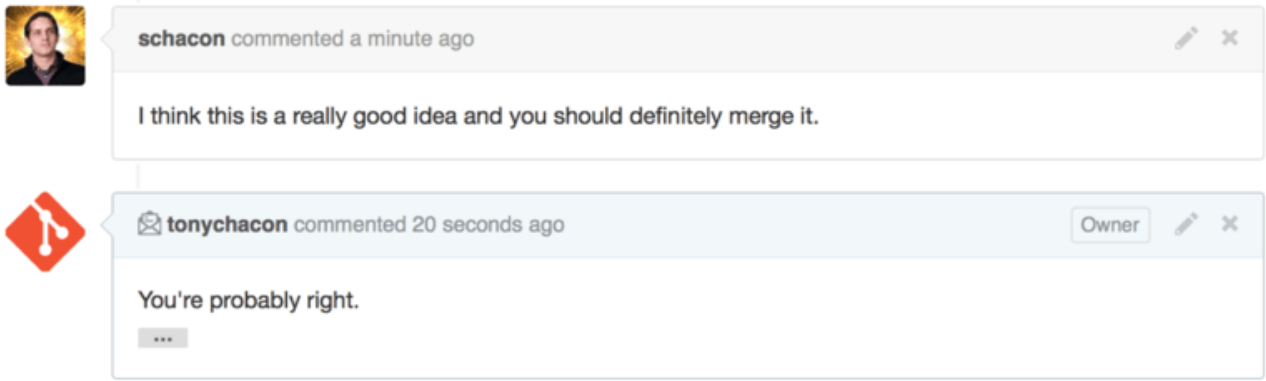 schacon commented a minute ago
I think this is a really good idea and you should definitely merge it.
tonychacon commented 20 seconds ago
Owner
You're probably right.
...